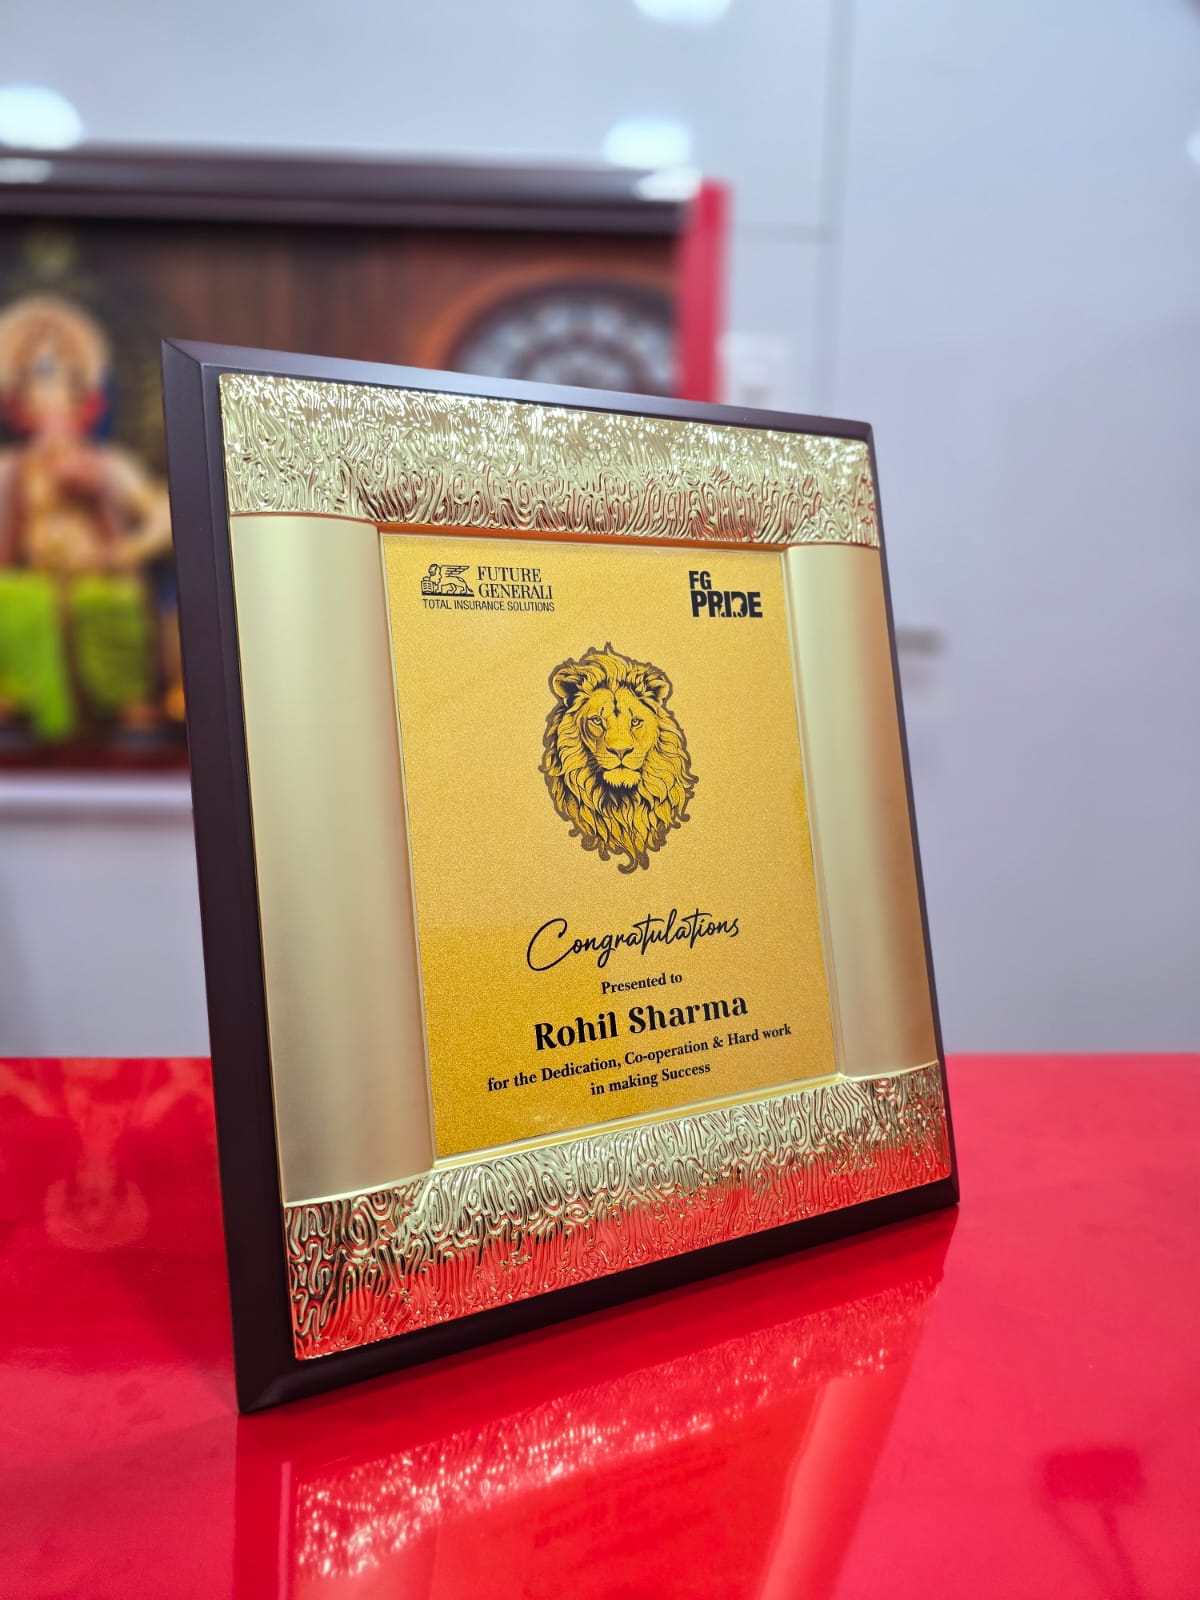 FUTURE
GENERALI
TOTAL INSURANCE SOLUTIONS
FG
PRIDE
Congratulations
Presented to
Rohil Sharma
for the Dedication, Co-operation & Hard work
in making Success